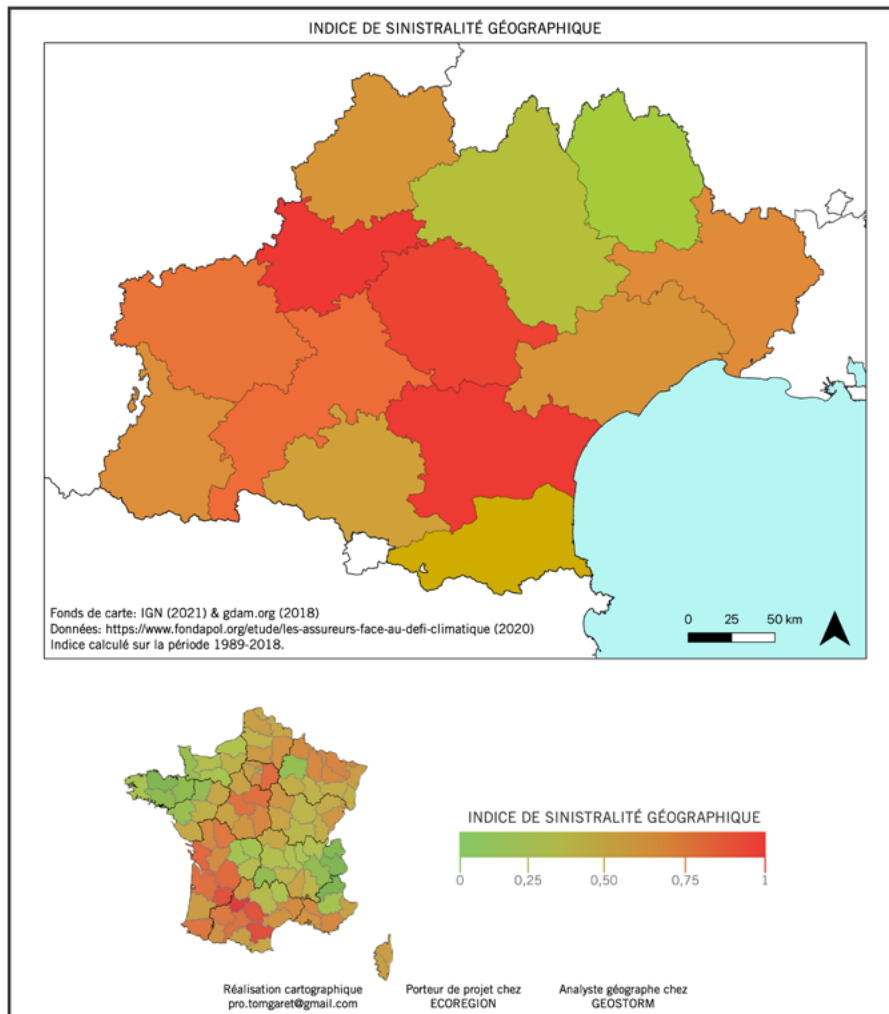 INDICE DE SINISTRALITÉ GÉOGRAPHIQUE
Fonds de carte: IGN (2021) & gdam.org (2018)
Données: https://www.fondapol.org/etude/les-assureurs-face-au-defi-climatique (2020)
Indice calculé sur la période 1989-2018.
0 25 50 km
INDICE DE SINISTRALITÉ GÉOGRAPHIQUE
0 0,25 0,50 0,75 1
Réalisation cartographique
pro.tomgaret@gmail.com
Porteur de projet chez
ECOREGION
Analyste géographe chez
GEOSTORM